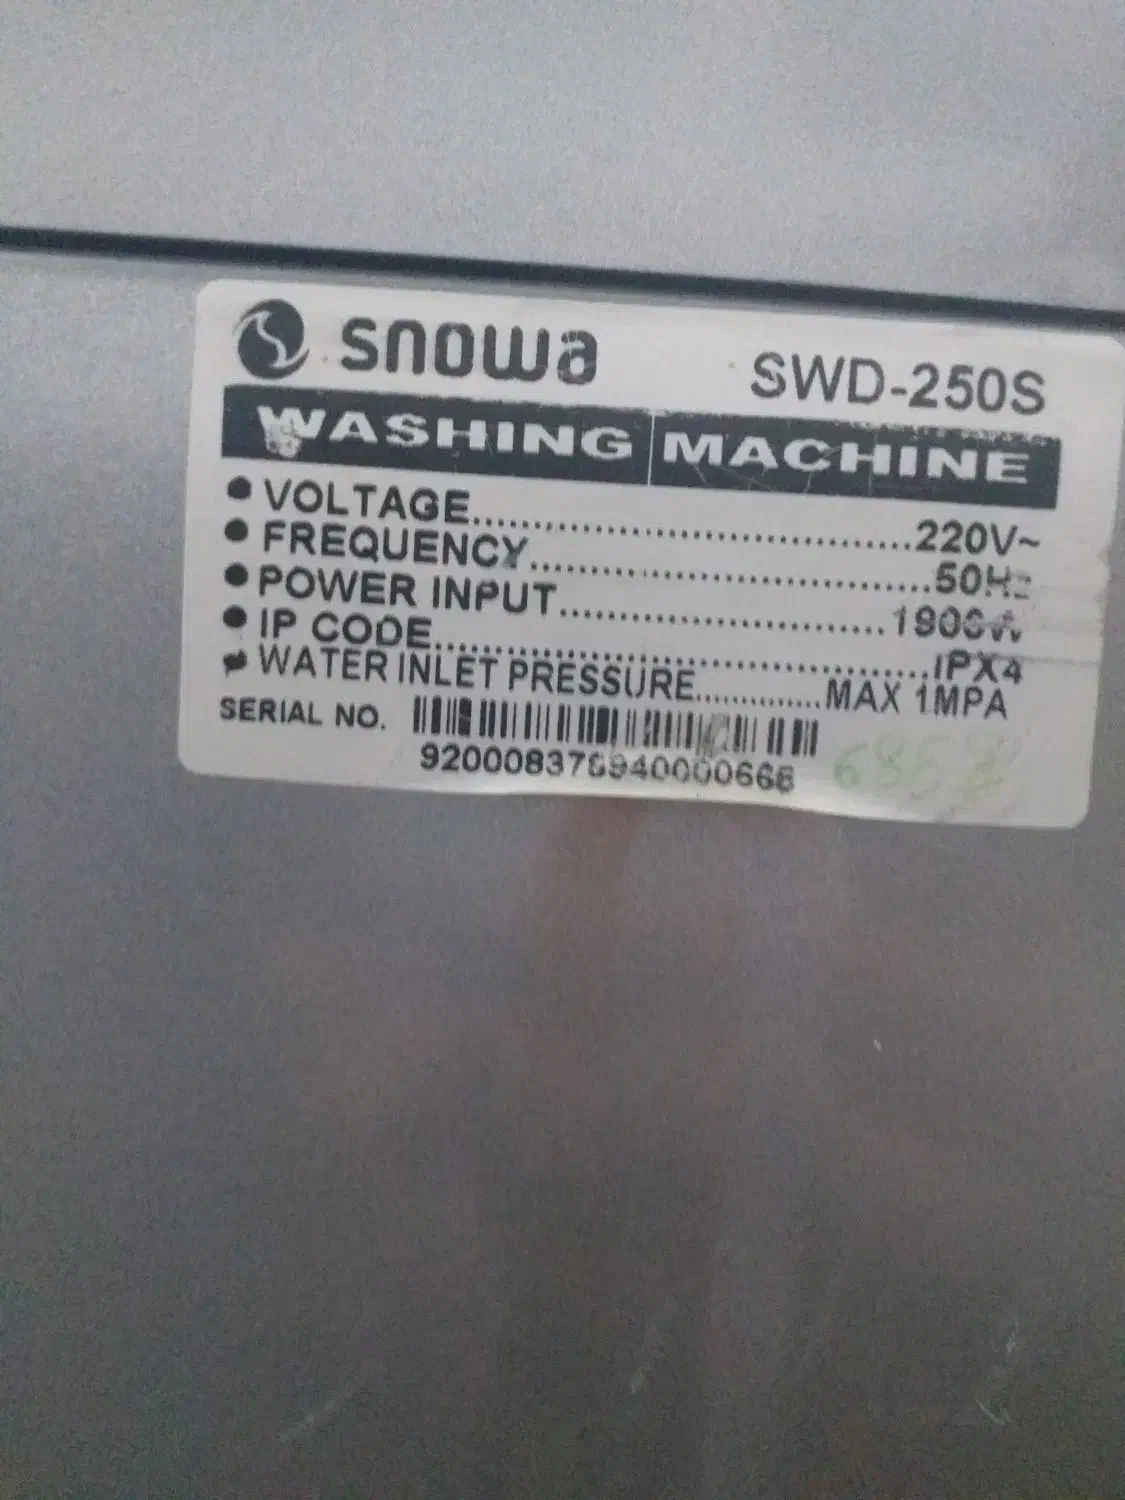 snowa SWD-250S
WASHING MACHINE
● VOLTAGE................................220V~
● FREQUENCY.............................50Hz
● POWER INPUT.........................1900W
● IP CODE...................................IPX4
WATER INLET PRESSURE.............MAX 1MPA
SERIAL NO.